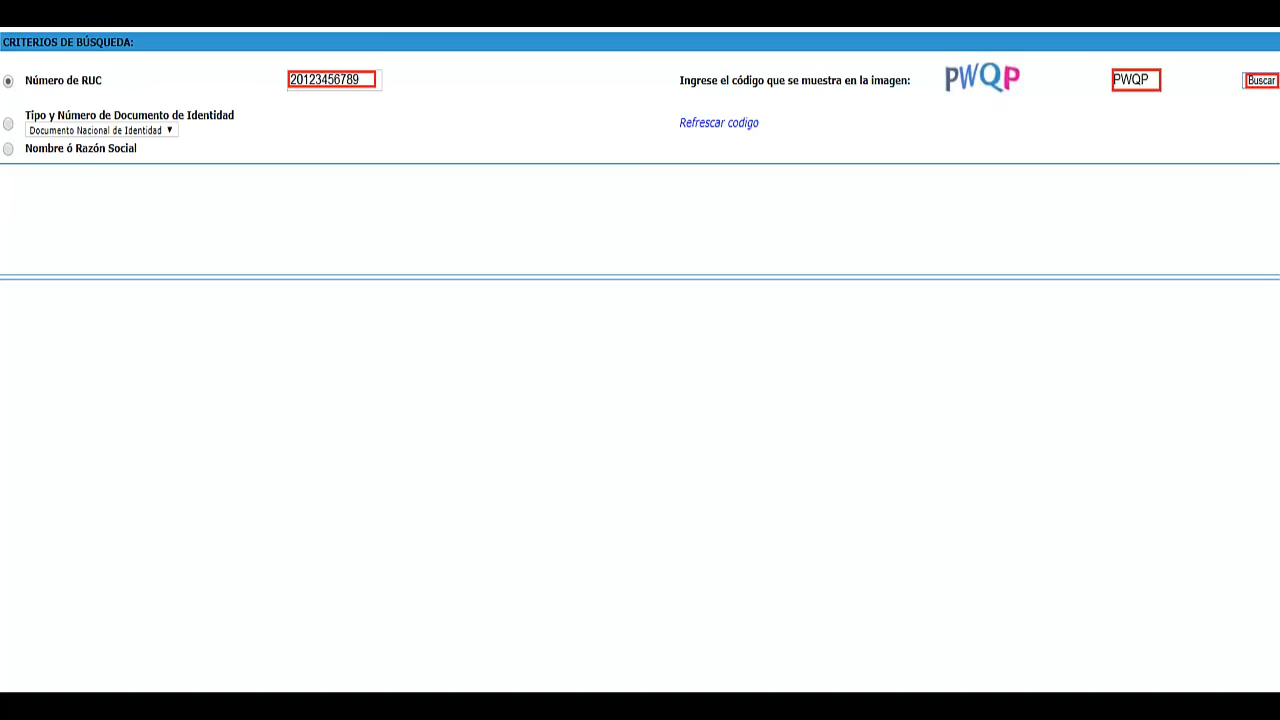 CRITERIOS DE BÚSQUEDA:
Número de RUC 20123456789 Ingrese el código que se muestra en la imagen: PWQP PWQP Buscar
Tipo y Número de Documento de Identidad
Documento Nacional de Identidad ▼ Refrescar codigo
Nombre ó Razón Social